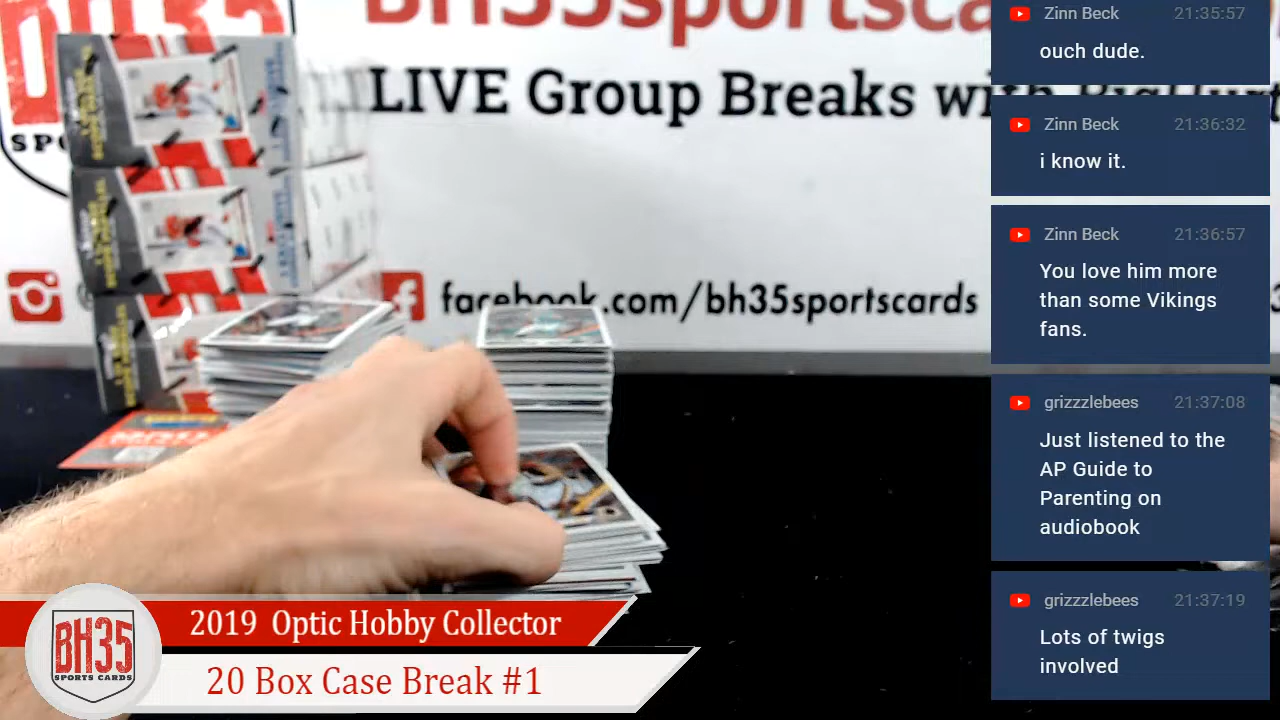 BH35sportsca
LIVE Group Breaks with BigHurt
facebook.com/bh35sportscards
Zinn Beck 21:35:57
ouch dude.
Zinn Beck 21:36:32
i know it.
Zinn Beck 21:36:57
You love him more
than some Vikings
fans.
grizzzlebees 21:37:08
Just listened to the
AP Guide to
Parenting on
audiobook
grizzzlebees 21:37:19
Lots of twigs
involved
2019 Optic Hobby Collector
20 Box Case Break #1
BH35
SPORTS CARDS